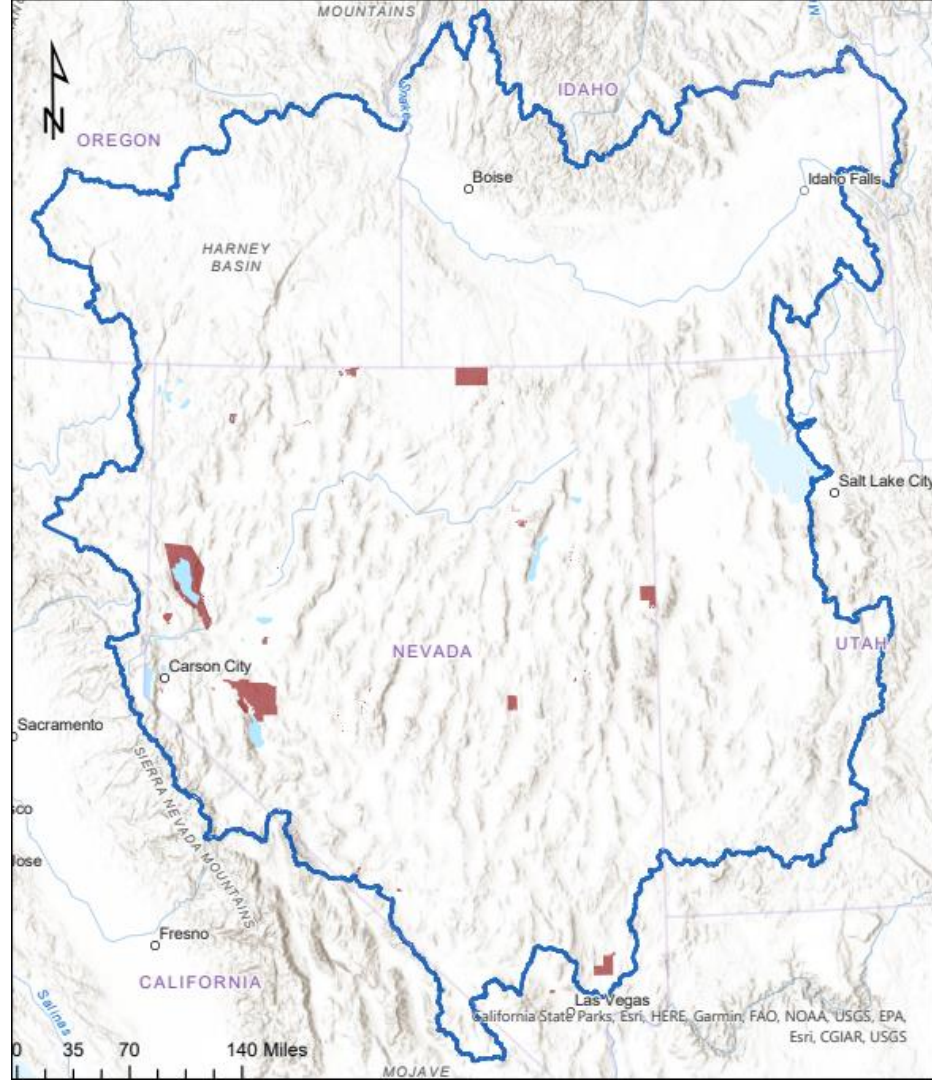 MOUNTAINS
IDAHO
Snake
N
OREGON
Boise
Idaho Falls
HARNEY
BASIN
Salt Lake City
NEVADA
UTAH
Carson City
Sacramento
SIERRA NEVADA MOUNTAINS
sco
Jose
Fresno
CALIFORNIA
Las Vegas
Salinas
California State Parks, Esri, HERE, Garmin, FAO, NOAA, USGS, EPA,
Esri, CGIAR, USGS
0 35 70 140 Miles
MOJAVE